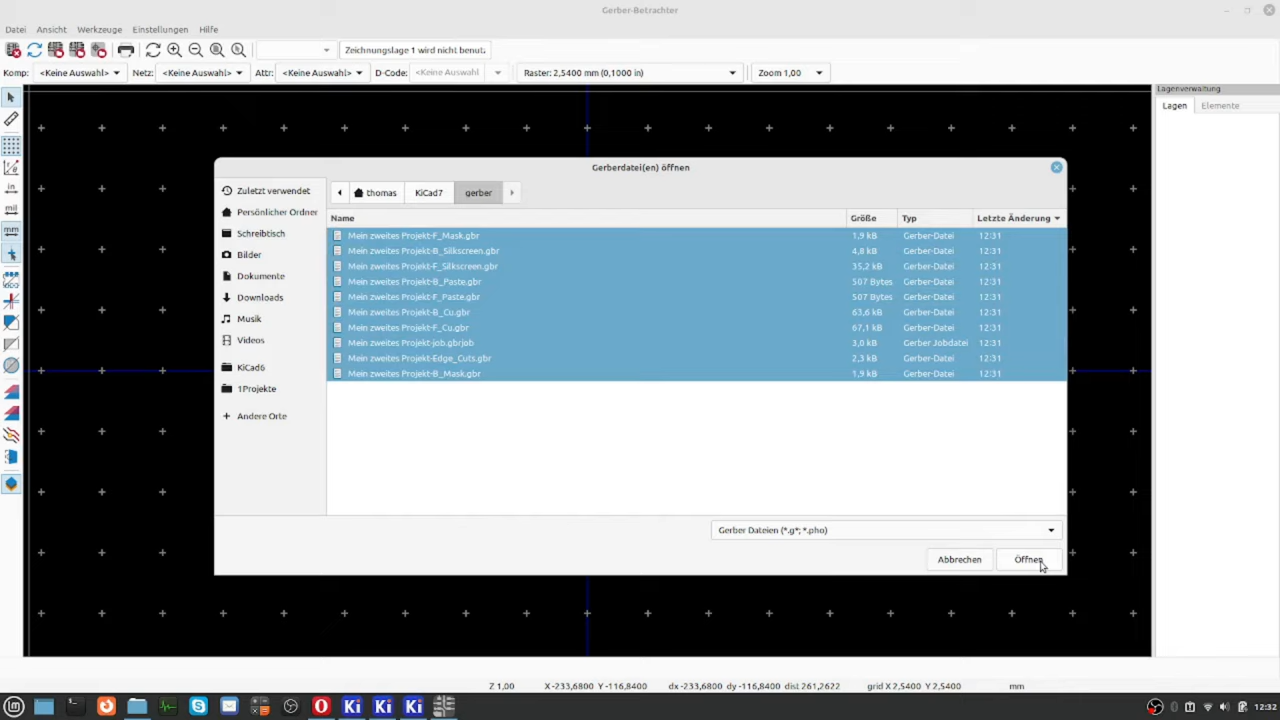 Gerber-Betrachter
Datei Ansicht Werkzeuge Einstellungen Hilfe
Zeichnungslage 1 wird nicht benut
Komp: <Keine Auswahl> Netz: <Keine Auswahl> Attr: <Keine Auswahl> D-Code: <Keine Auswahl Raster: 2,5400 mm (0,1000 in) Zoom 1,00
Lagenverwaltung
Lagen Elemente
in
mil
mm
Gerberdatei(en) öffnen
Zuletzt verwendet
Persönlicher Ordner
Schreibtisch
Bilder
Dokumente
Downloads
Musik
Videos
KiCad6
1Projekte
Andere Orte
thomas KiCad7 gerber
Name Größe Typ Letzte Änderung
Mein zweites Projekt-F_Mask.gbr 1,9 kB Gerber-Datei 12:31
Mein zweites Projekt-B_Silkscreen.gbr 4,8 kB Gerber-Datei 12:31
Mein zweites Projekt-F_Silkscreen.gbr 35,2 kB Gerber-Datei 12:31
Mein zweites Projekt-B_Paste.gbr 507 Bytes Gerber-Datei 12:31
Mein zweites Projekt-F_Paste.gbr 507 Bytes Gerber-Datei 12:31
Mein zweites Projekt-B_Cu.gbr 63,6 kB Gerber-Datei 12:31
Mein zweites Projekt-F_Cu.gbr 67,1 kB Gerber-Datei 12:31
Mein zweites Projekt-job.gbrjob 3,0 kB Gerber Jobdatei 12:31
Mein zweites Projekt-Edge_Cuts.gbr 2,3 kB Gerber-Datei 12:31
Mein zweites Projekt-B_Mask.gbr 1,9 kB Gerber-Datei 12:31
Gerber Dateien (*.g*; *.pho)
Abbrechen Öffnen
Z 1,00 X -233,6800 Y -116,8400 dx -233,6800 dy -116,8400 dist 261,2622 grid X 2,5400 Y 2,5400 mm
Ki Ki Ki
12:32